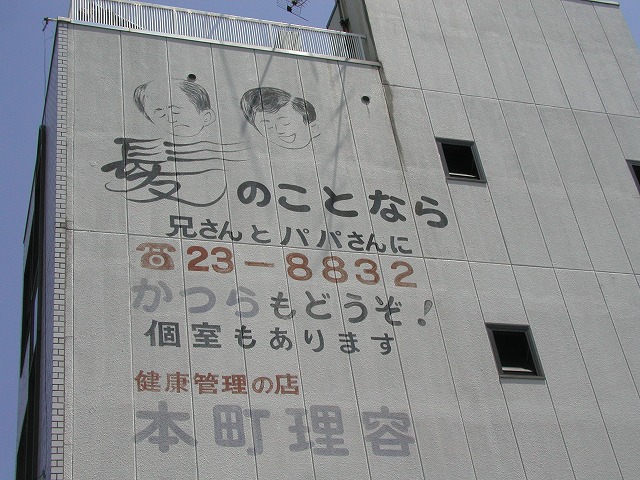 髪のことなら
兄さんとパパさんに
☎23-8832
かつらもどうぞ!
個室もあります
健康管理の店
本町理容